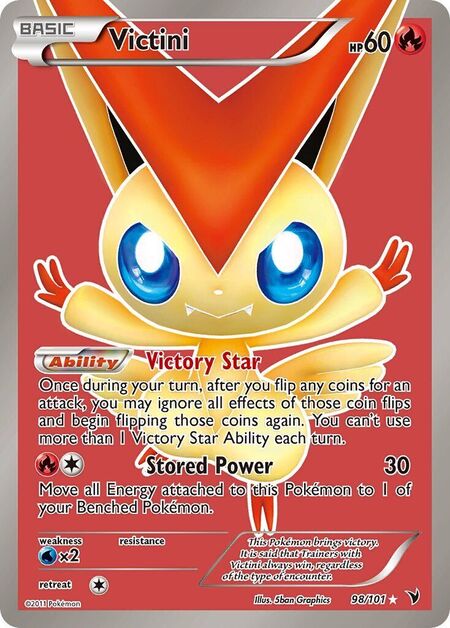 BASIC Victini HP60
Ability Victory Star
Once during your turn, after you flip any coins for an
attack, you may ignore all effects of those coin flips
and begin flipping those coins again. You can't use
more than 1 Victory Star Ability each turn.
Stored Power 30
Move all Energy attached to this Pokémon to 1 of
your Benched Pokémon.
weakness resistance
×2
This Pokémon brings victory.
It is said that Trainers with
Victini always win, regardless
of the type of encounter.
retreat
©2011 Pokémon Illus. 5ban Graphics 98/101